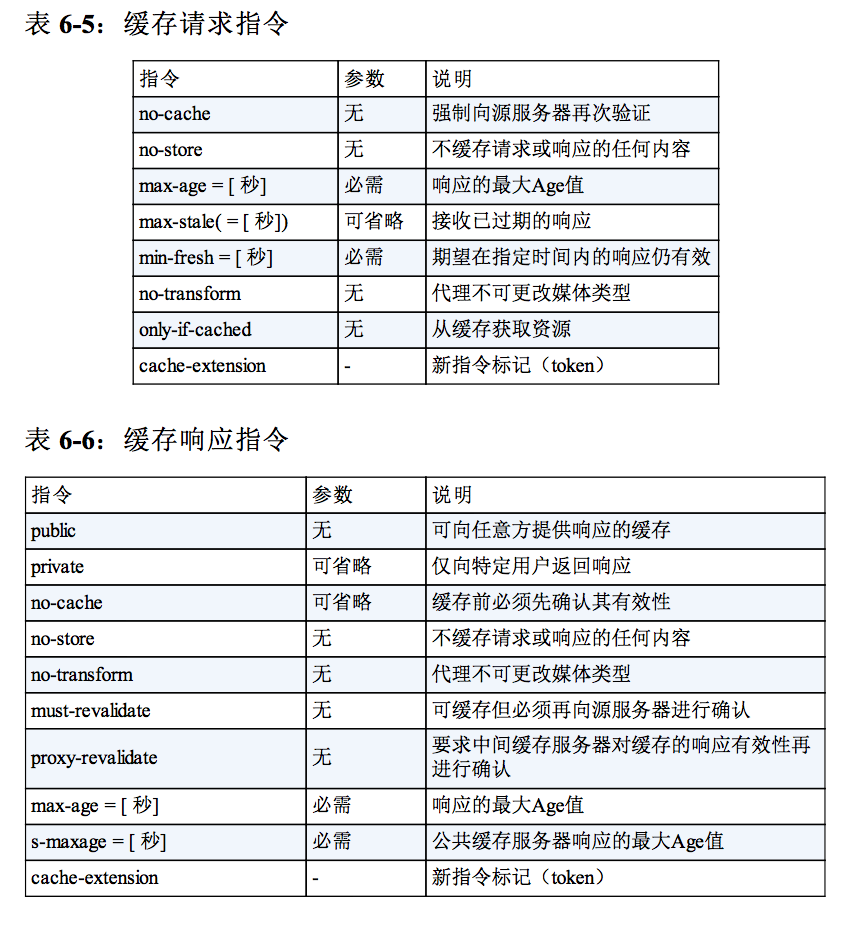 表 6-5：缓存请求指令
指令 参数 说明
no-cache 无 强制向源服务器再次验证
no-store 无 不缓存请求或响应的任何内容
max-age = [ 秒] 必需 响应的最大Age值
max-stale( = [ 秒]) 可省略 接收已过期的响应
min-fresh = [ 秒] 必需 期望在指定时间内的响应仍有效
no-transform 无 代理不可更改媒体类型
only-if-cached 无 从缓存获取资源
cache-extension - 新指令标记（token）
表 6-6：缓存响应指令
指令 参数 说明
public 无 可向任意方提供响应的缓存
private 可省略 仅向特定用户返回响应
no-cache 可省略 缓存前必须先确认其有效性
no-store 无 不缓存请求或响应的任何内容
no-transform 无 代理不可更改媒体类型
must-revalidate 无 可缓存但必须再向源服务器进行确认
proxy-revalidate 无 要求中间缓存服务器对缓存的响应有效性再
进行确认
max-age = [ 秒] 必需 响应的最大Age值
s-maxage = [ 秒] 必需 公共缓存服务器响应的最大Age值
cache-extension - 新指令标记（token）